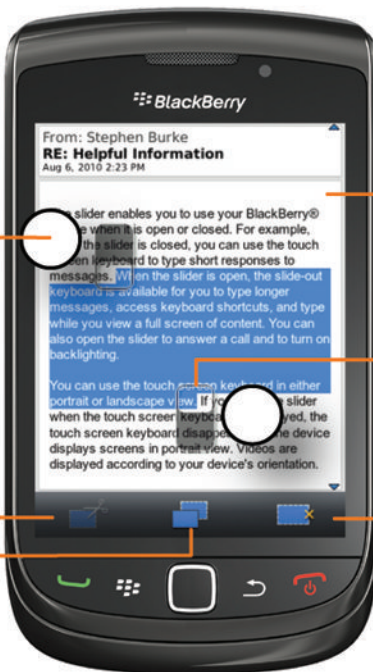 BlackBerry
From: Stephen Burke
RE: Helpful Information
Aug 6, 2010 2:23 PM
slider enables you to use your BlackBerry®
when it is open or closed. For example,
the slider is closed, you can use the touch
keyboard to type short responses to
messages. When the slider is open, the slide-out
keyboard is available for you to type longer
messages, access keyboard shortcuts, and type
while you view a full screen of content. You can
also open the slider to answer a call and to turn on
backlighting.
You can use the touch screen keyboard in either
portrait or landscape view. If slider
when the touch screen the
touch screen keyboard device
displays screens in portrait view. Videos are
displayed according to your device's orientation.